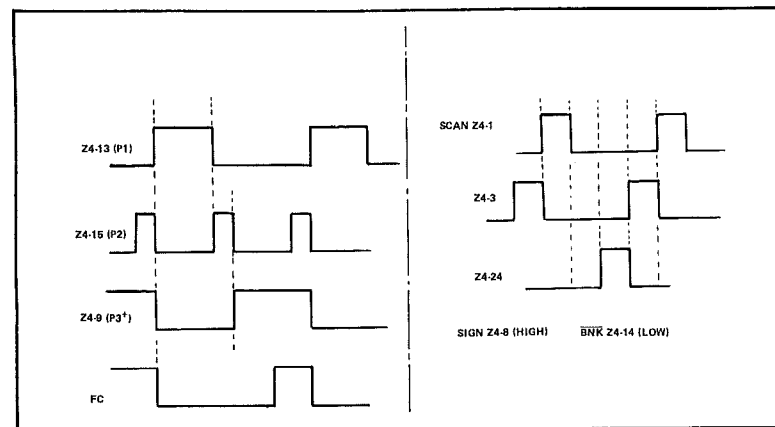 Z4-13 (P1)
Z4-15 (P2)
Z4-9 (P3+)
FC
SCAN Z4-1
Z4-3
Z4-24
SIGN Z4-8 (HIGH) BNK Z4-14 (LOW)